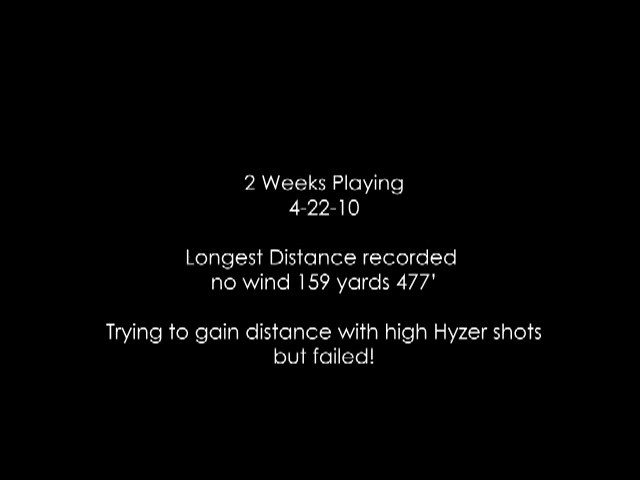 2 Weeks Playing
4-22-10
Longest Distance recorded
no wind 159 yards 477'
Trying to gain distance with high Hyzer shots
but failed!